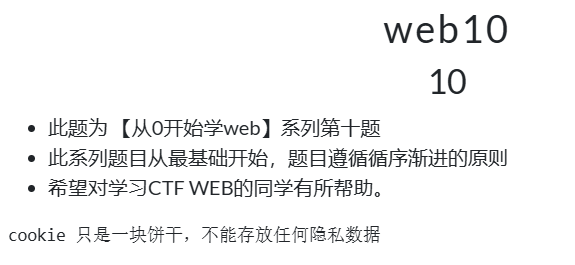 web10
10
此题为 【从0开始学web】系列第十题
此系列题目从最基础开始，题目遵循循序渐进的原则
希望对学习CTF WEB的同学有所帮助。
cookie 只是一块饼干，不能存放任何隐私数据